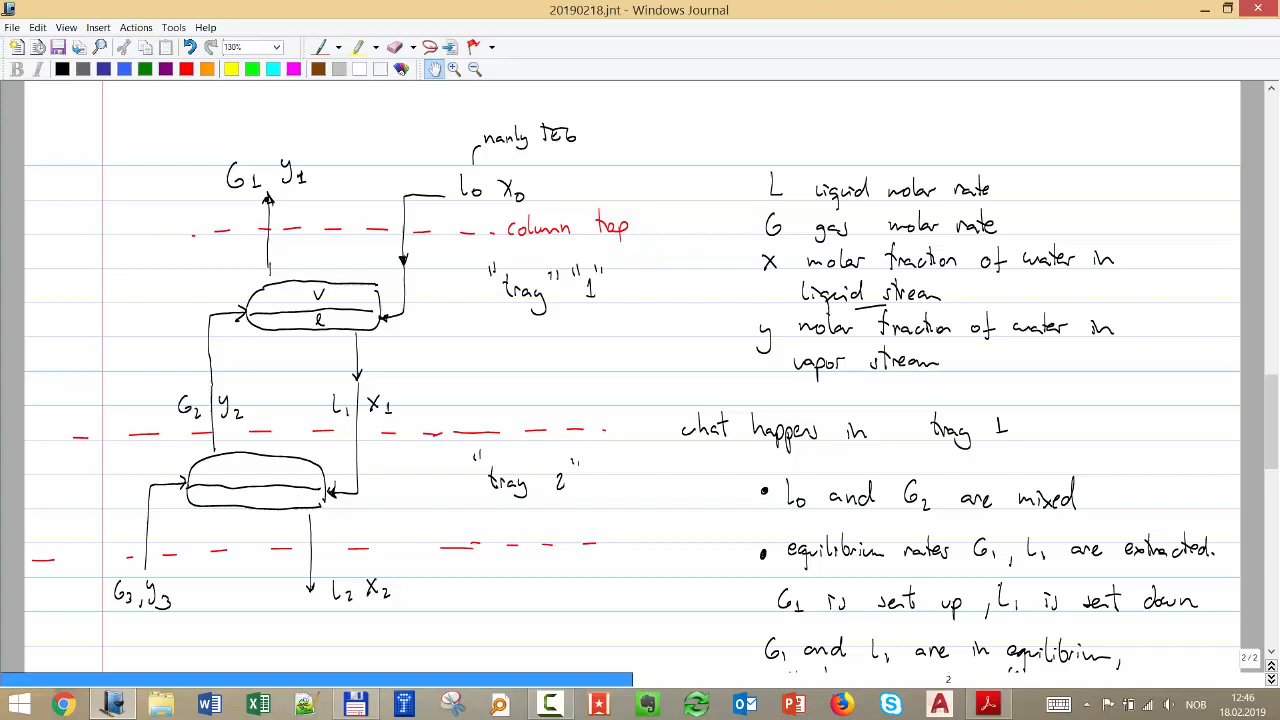 20190218.jnt - Windows Journal
File Edit View Insert Actions Tools Help
130%
B I
manly TEG
G1 y1
L0 x0
column top
"tray" "1"
V
l
G2 y2
L1 x1
"tray 2"
G3, y3
L2 x2
L liquid molar rate
G gas molar rate
x molar fraction of water in
liquid stream
y molar fraction of water in
vapor stream
what happens in tray 1
• L0 and G2 are mixed
• equilibrium rates G1, L1 are extracted.
G1 is sent up, L1 is sent down
G1 and L1 are in equilibrium,
2/2
2
12:46
NOB
18.02.2019